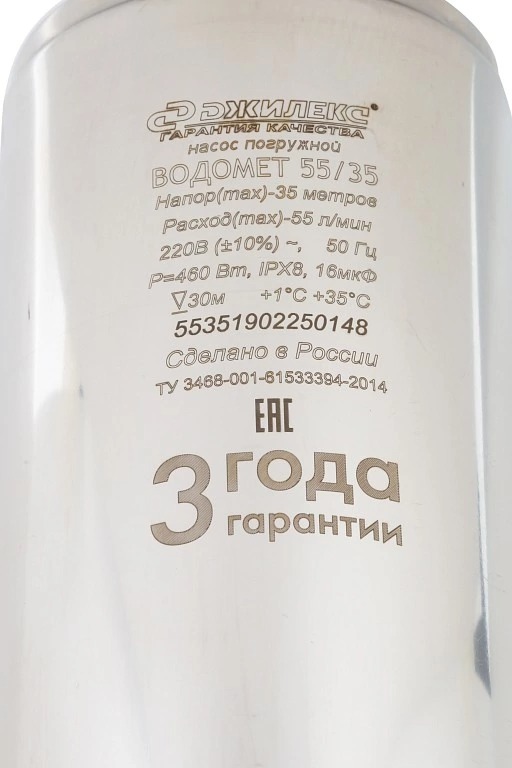 ДЖИЛЕКС®
ГАРАНТИЯ КАЧЕСТВА
насос погружной
ВОДОМЕТ 55/35
Напор(max)-35 метров
Расход(max)-55 л/мин
220В (±10%) ~, 50 Гц
P=460 Вт, IPX8, 16мкФ
▽30м +1°C +35°C
55351902250148
Сделано в России
ТУ 3468-001-61533394-2014
EAC
3 года
гарантии